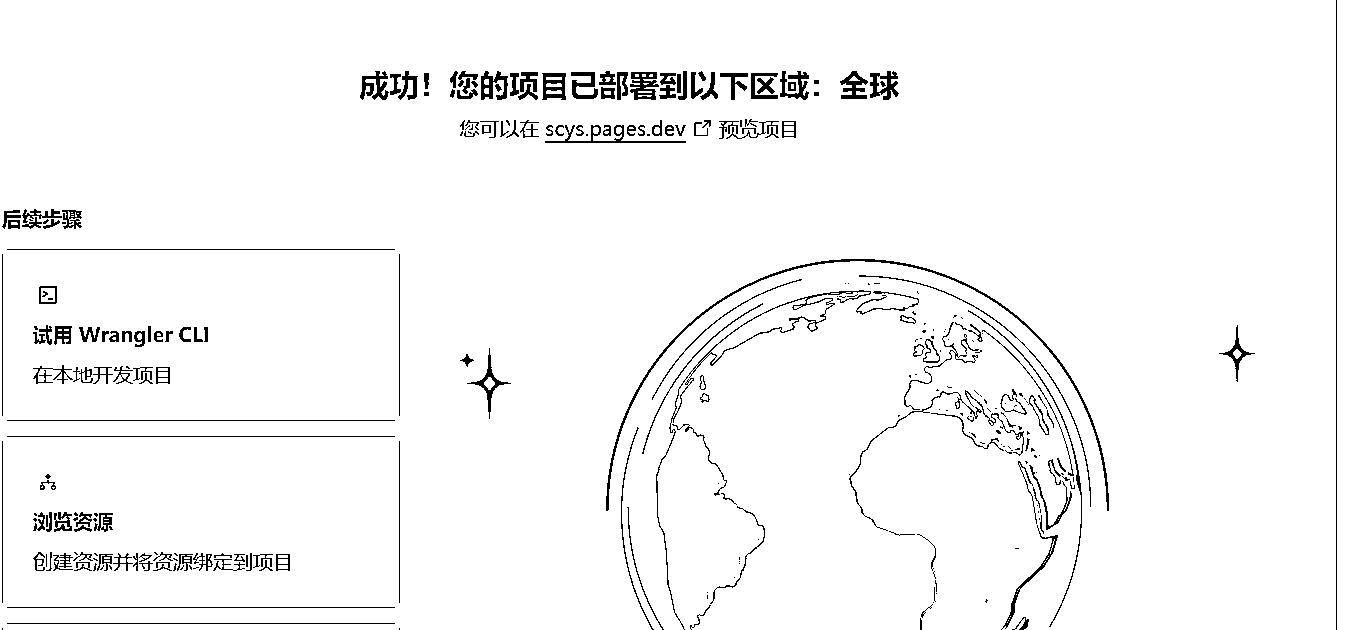 成功！您的项目已部署到以下区域：全球
您可以在 scys.pages.dev 预览项目
后续步骤
试用 Wrangler CLI
在本地开发项目
浏览资源
创建资源并将资源绑定到项目